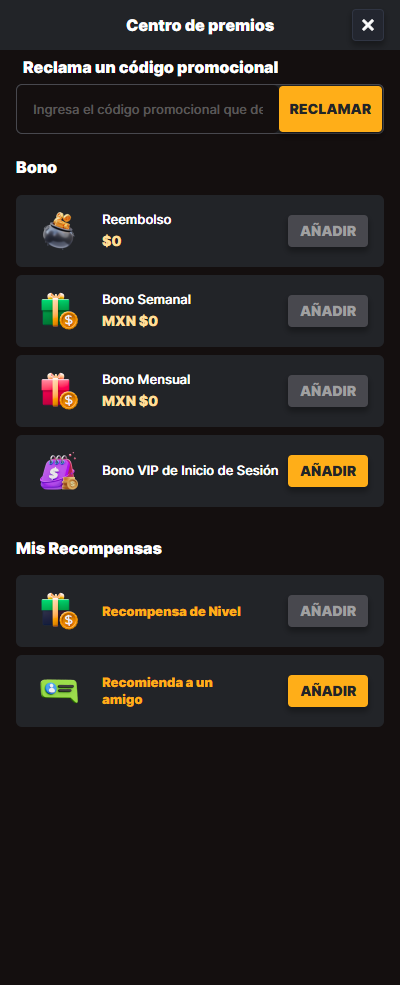 Centro de premios
Reclama un código promocional
Ingresa el código promocional que de
RECLAMAR
Bono
Reembolso
$0
AÑADIR
Bono Semanal
MXN $0
AÑADIR
Bono Mensual
MXN $0
AÑADIR
Bono VIP de Inicio de Sesión
AÑADIR
Mis Recompensas
Recompensa de Nivel
AÑADIR
Recomienda a un
amigo
AÑADIR